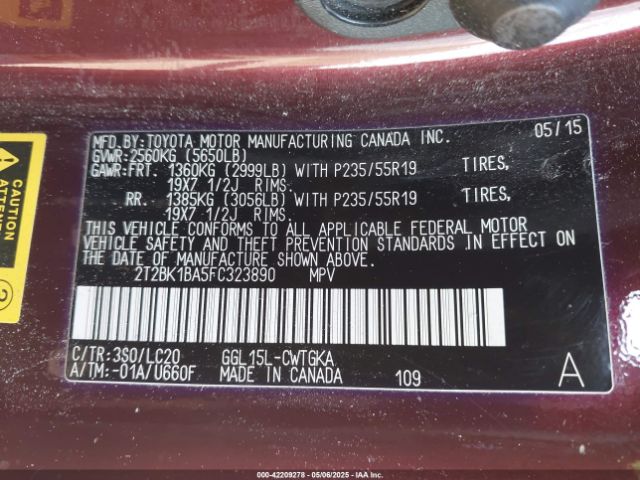 MFD.BY:TOYOTA MOTOR MANUFACTURING CANADA INC. 05/15
GVWR:2560KG (5650LB)
GAWR:FRT. 1360KG (2999LB) WITH P235/55R19 TIRES,
19X7 1/2J RIMS.
RR. 1385KG (3056LB) WITH P235/55R19 TIRES,
19X7 1/2J RIMS.
THIS VEHICLE CONFORMS TO ALL APPLICABLE FEDERAL MOTOR
VEHICLE SAFETY AND THEFT PREVENTION STANDARDS IN EFFECT ON
THE DATE OF MANUFACTURE SHOWN ABOVE.
2T2BK1BA5FC323890 MPV
C/TR:3S0/LC20 GGL15L-CWTGKA
A/TM:-01A/U660F MADE IN CANADA 109 A
CAUTION
2
000-42209278 - 05/06/2025 - IAAI.COM